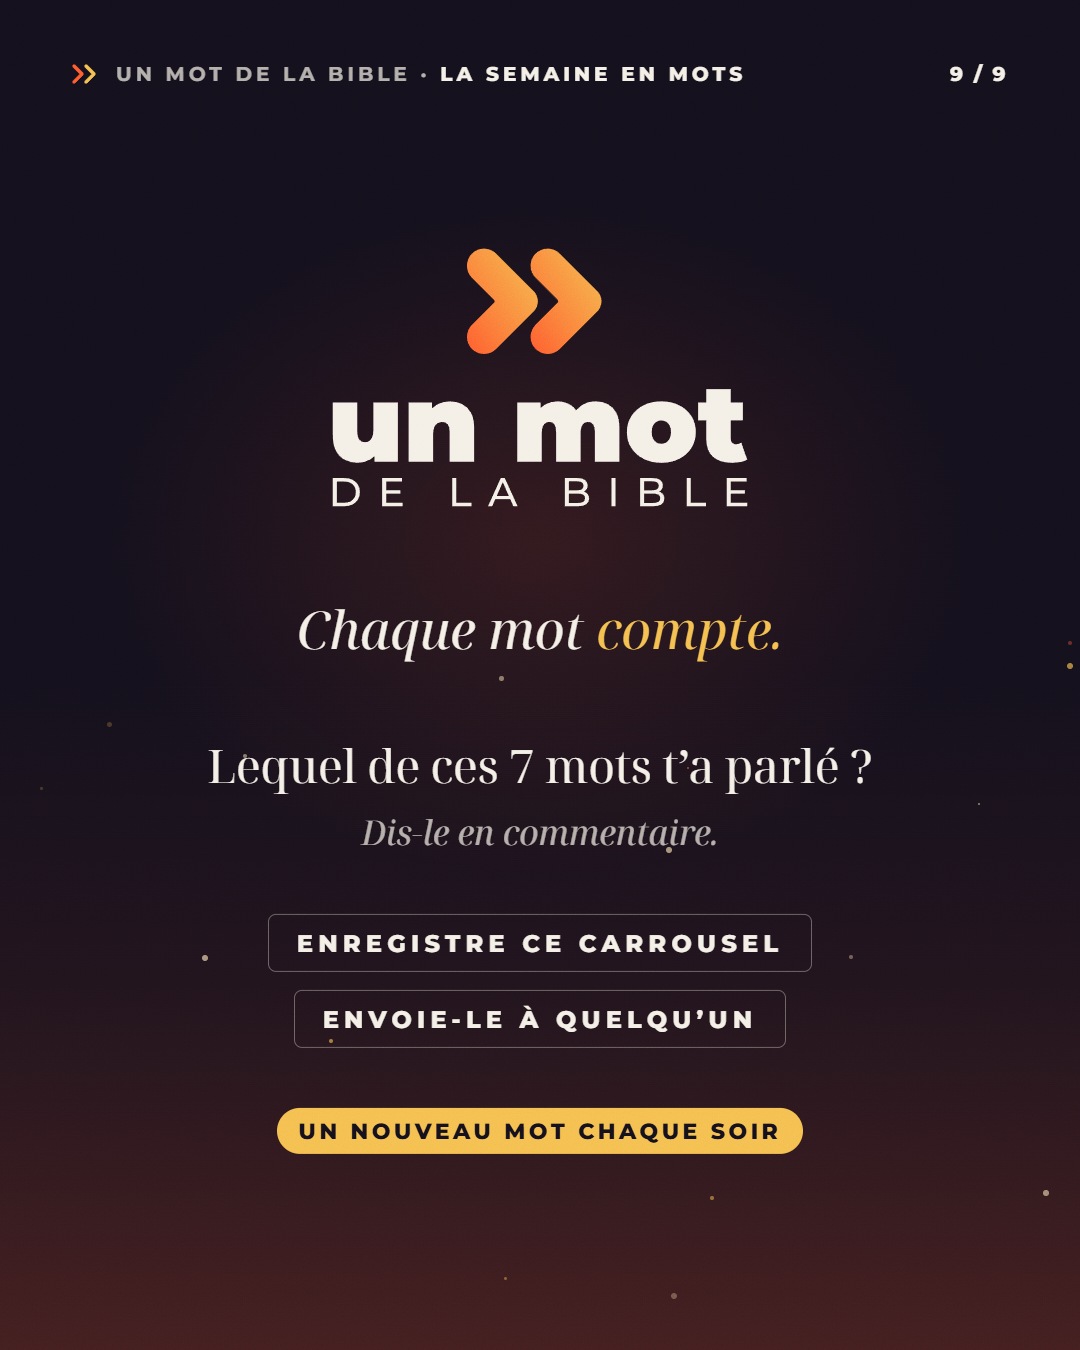 UN MOT DE LA BIBLE · LA SEMAINE EN MOTS 9 / 9
un mot
DE LA BIBLE
Chaque mot compte.
Lequel de ces 7 mots t’a parlé ?
Dis-le en commentaire.
ENREGISTRE CE CARROUSEL
ENVOIE-LE À QUELQU’UN
UN NOUVEAU MOT CHAQUE SOIR